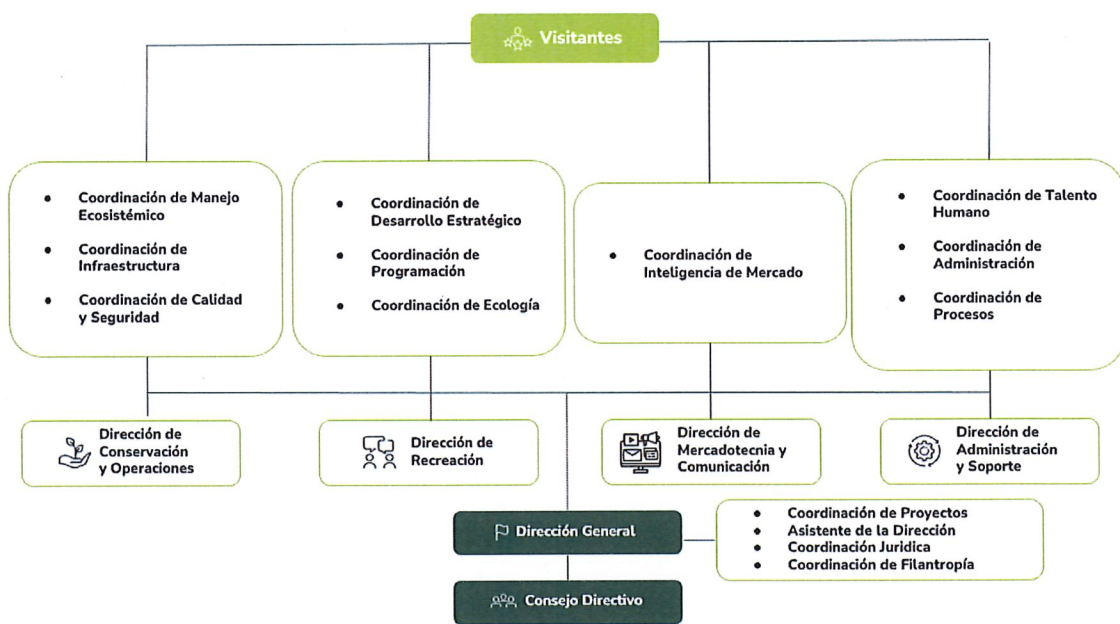 Visitantes
Coordinación de Manejo
Ecosistémico
Coordinación de
Infraestructura
Coordinación de Calidad
y Seguridad
Coordinación de
Desarrollo Estratégico
Coordinación de
Programación
Coordinación de Ecología
Coordinación de
Inteligencia de Mercado
Coordinación de Talento
Humano
Coordinación de
Administración
Coordinación de
Procesos
Dirección de
Conservación
y Operaciones
Dirección de
Recreación
Dirección de
Mercadotecnia y
Comunicación
Dirección de
Administración
y Soporte
Dirección General
Coordinación de Proyectos
Asistente de la Dirección
Coordinación Juridica
Coordinación de Filantropía
Consejo Directivo